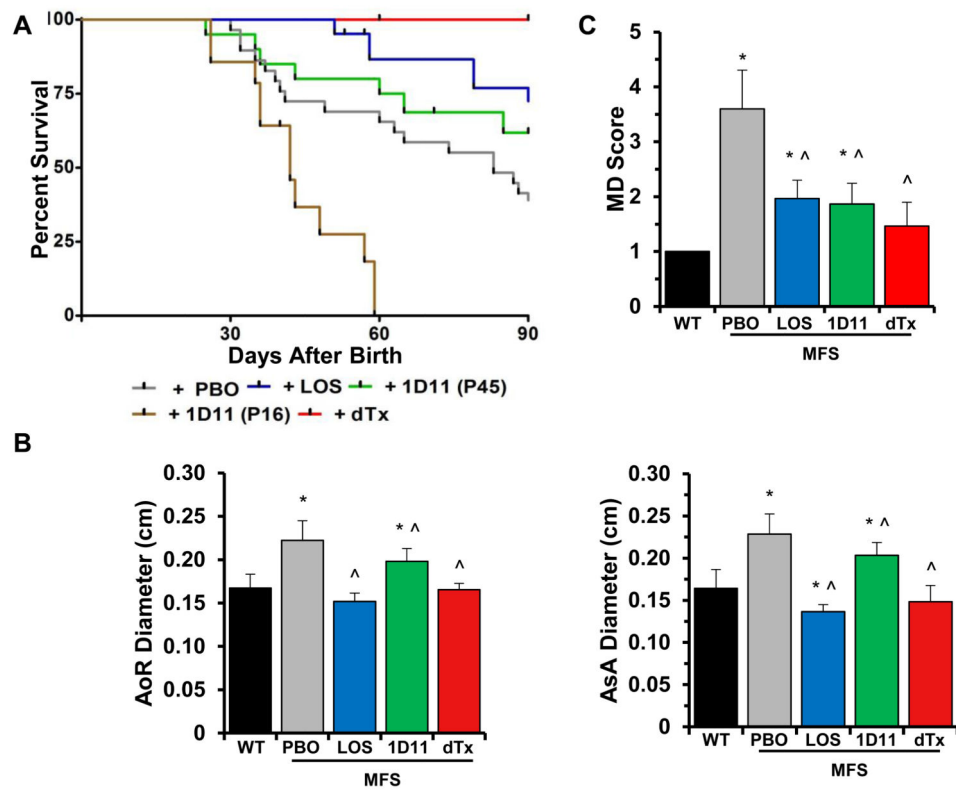 A
Percent Survival
100
75
50
25
0
30
60
90
Days After Birth
+ PBO + LOS + 1D11 (P45)
+ 1D11 (P16) + dTx
C
MD Score
5
4
3
2
1
0
*
* ^
* ^
^
WT PBO LOS 1D11 dTx
MFS
B
AoR Diameter (cm)
0.30
0.25
0.20
0.15
0.10
0.05
0
*
^
* ^
^
WT PBO LOS 1D11 dTx
MFS
AsA Diameter (cm)
0.30
0.25
0.20
0.15
0.10
0.05
0
*
* ^
* ^
^
WT PBO LOS 1D11 dTx
MFS